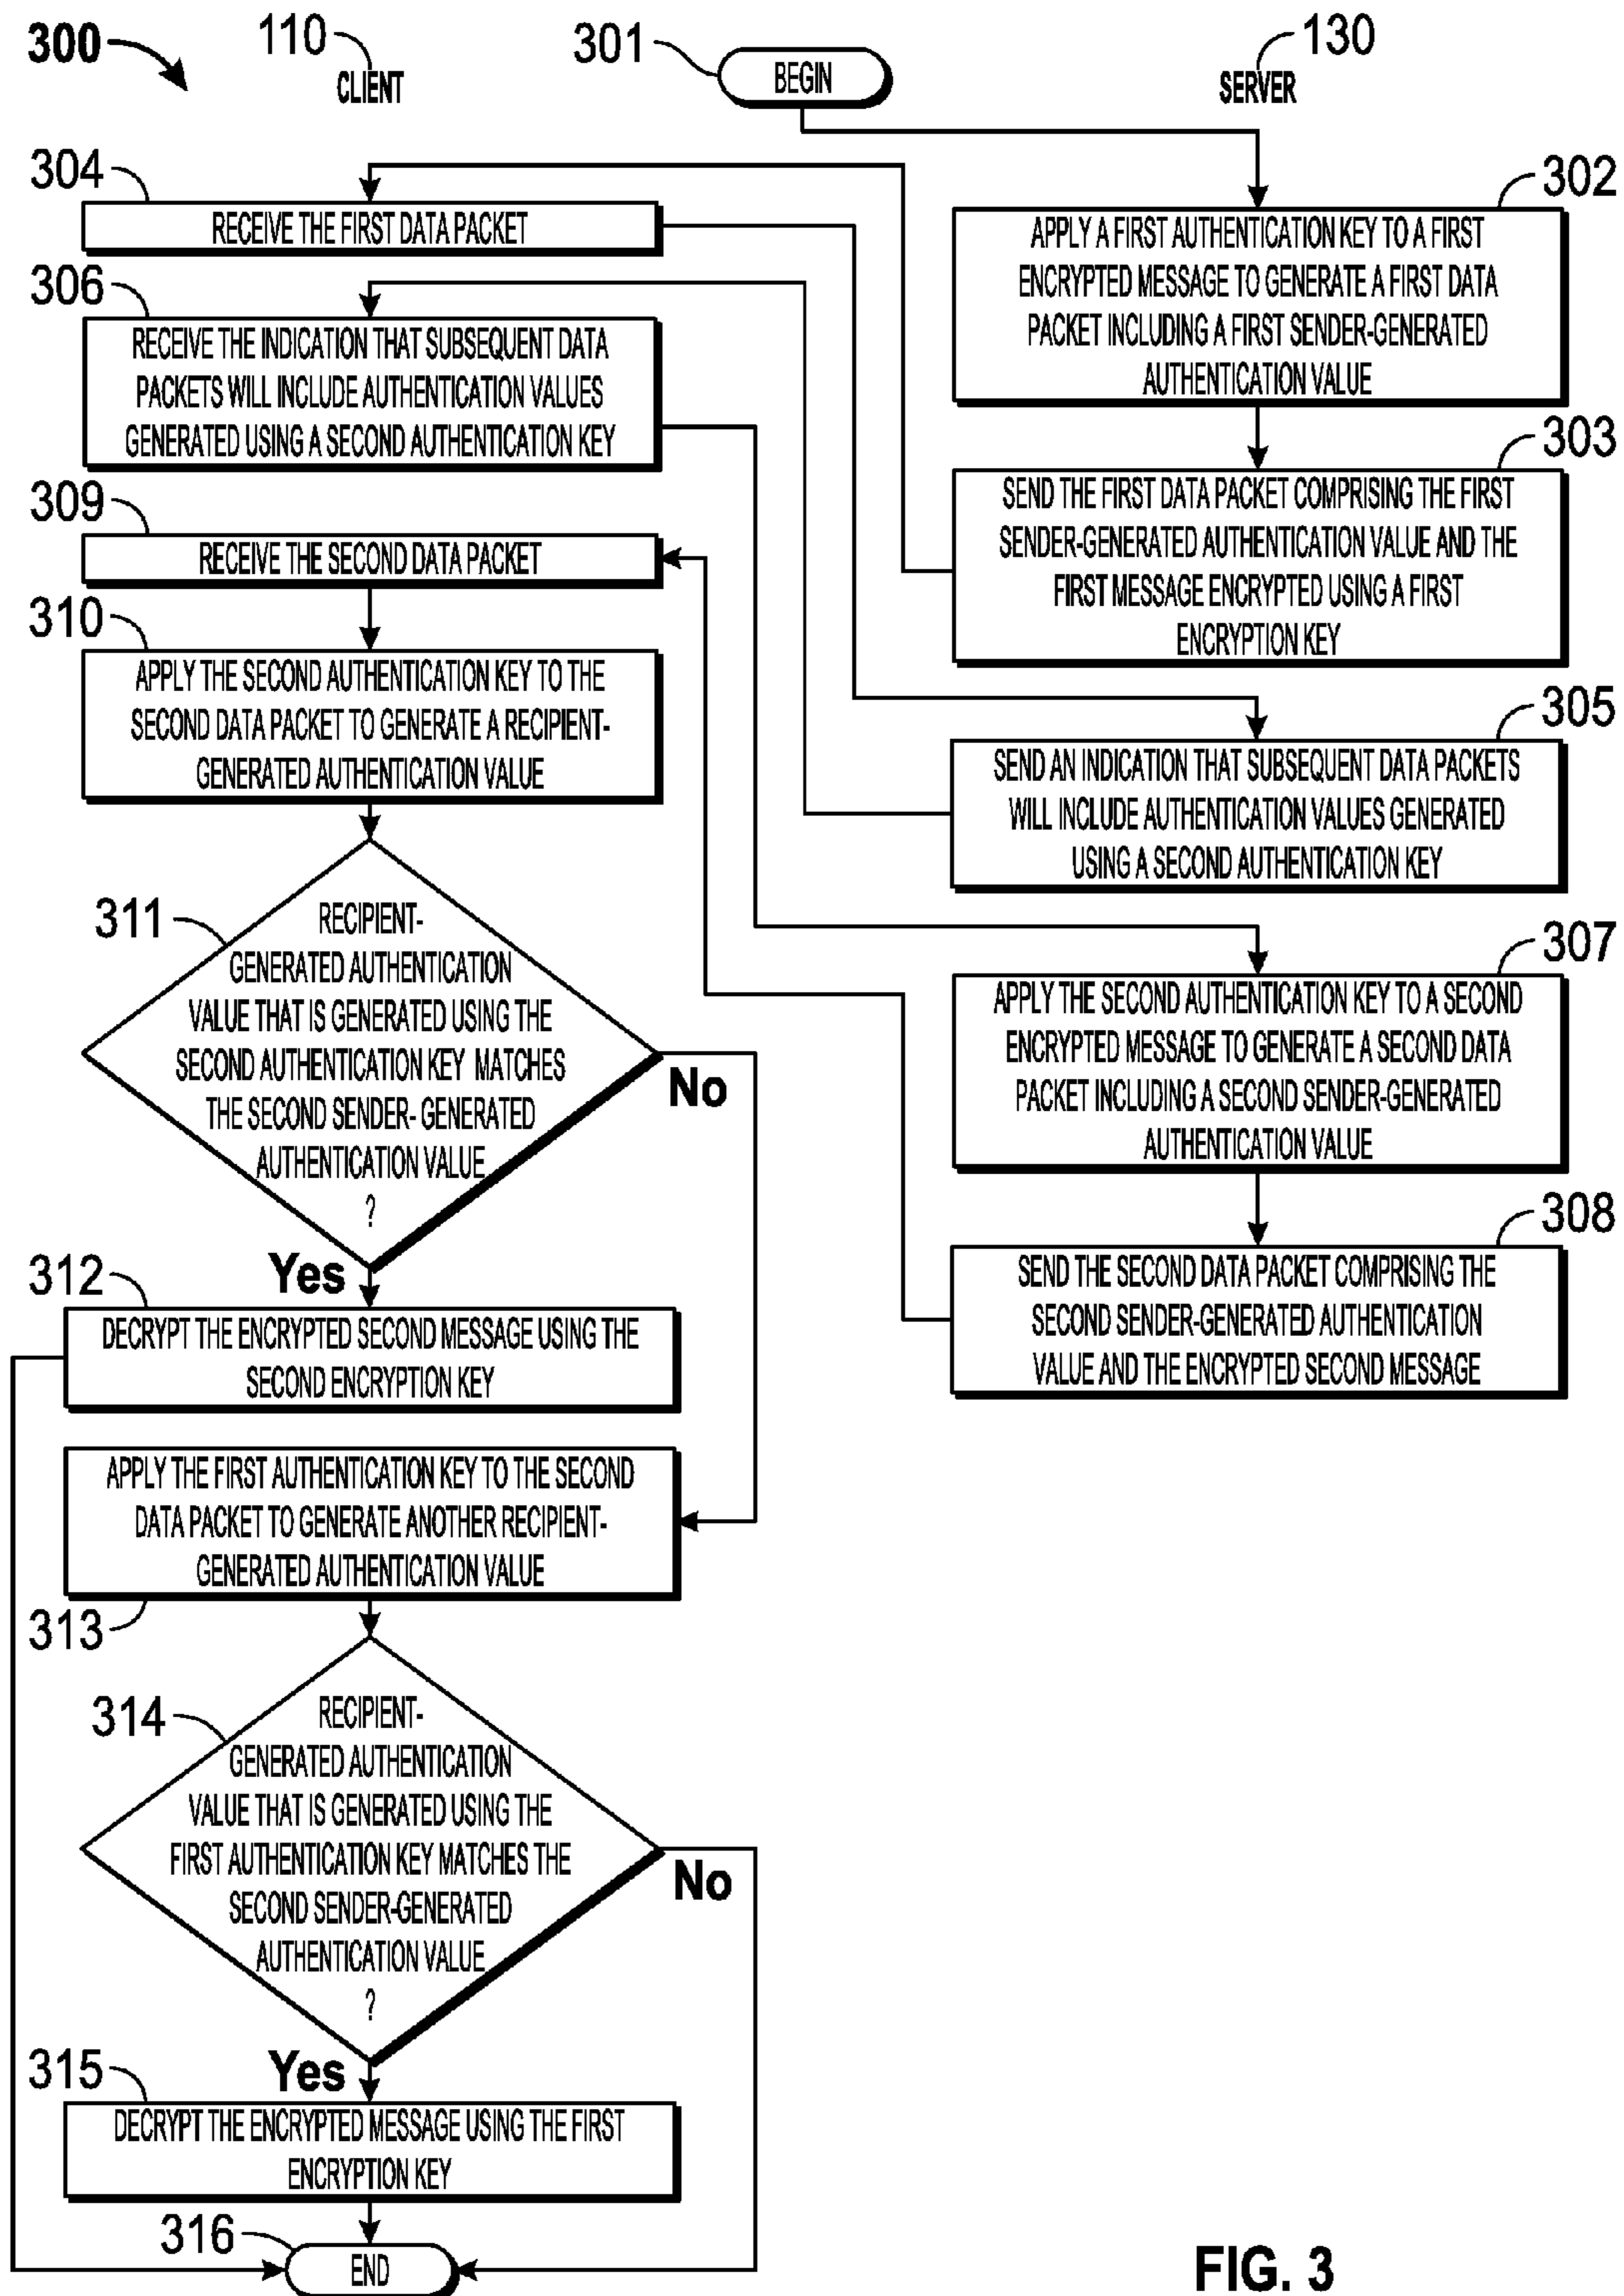 300
110
CLIENT
301
BEGIN
130
SERVER
304
RECEIVE THE FIRST DATA PACKET
302
APPLY A FIRST AUTHENTICATION KEY TO A FIRST
ENCRYPTED MESSAGE TO GENERATE A FIRST DATA
PACKET INCLUDING A FIRST SENDER-GENERATED
AUTHENTICATION VALUE
306
RECEIVE THE INDICATION THAT SUBSEQUENT DATA
PACKETS WILL INCLUDE AUTHENTICATION VALUES
GENERATED USING A SECOND AUTHENTICATION KEY
303
SEND THE FIRST DATA PACKET COMPRISING THE FIRST
SENDER-GENERATED AUTHENTICATION VALUE AND THE
FIRST MESSAGE ENCRYPTED USING A FIRST
ENCRYPTION KEY
309
RECEIVE THE SECOND DATA PACKET
310
APPLY THE SECOND AUTHENTICATION KEY TO THE
SECOND DATA PACKET TO GENERATE A RECIPIENT-
GENERATED AUTHENTICATION VALUE
305
SEND AN INDICATION THAT SUBSEQUENT DATA PACKETS
WILL INCLUDE AUTHENTICATION VALUES GENERATED
USING A SECOND AUTHENTICATION KEY
311
RECIPIENT-
GENERATED AUTHENTICATION
VALUE THAT IS GENERATED USING THE
SECOND AUTHENTICATION KEY MATCHES
THE SECOND SENDER- GENERATED
AUTHENTICATION VALUE
?
No
Yes
307
APPLY THE SECOND AUTHENTICATION KEY TO A SECOND
ENCRYPTED MESSAGE TO GENERATE A SECOND DATA
PACKET INCLUDING A SECOND SENDER-GENERATED
AUTHENTICATION VALUE
308
SEND THE SECOND DATA PACKET COMPRISING THE
SECOND SENDER-GENERATED AUTHENTICATION
VALUE AND THE ENCRYPTED SECOND MESSAGE
312
DECRYPT THE ENCRYPTED SECOND MESSAGE USING THE
SECOND ENCRYPTION KEY
APPLY THE FIRST AUTHENTICATION KEY TO THE SECOND
DATA PACKET TO GENERATE ANOTHER RECIPIENT-
GENERATED AUTHENTICATION VALUE
313
314
RECIPIENT-
GENERATED AUTHENTICATION
VALUE THAT IS GENERATED USING THE
FIRST AUTHENTICATION KEY MATCHES THE
SECOND SENDER-GENERATED
AUTHENTICATION VALUE
?
No
Yes
315
DECRYPT THE ENCRYPTED MESSAGE USING THE FIRST
ENCRYPTION KEY
316
END
FIG. 3